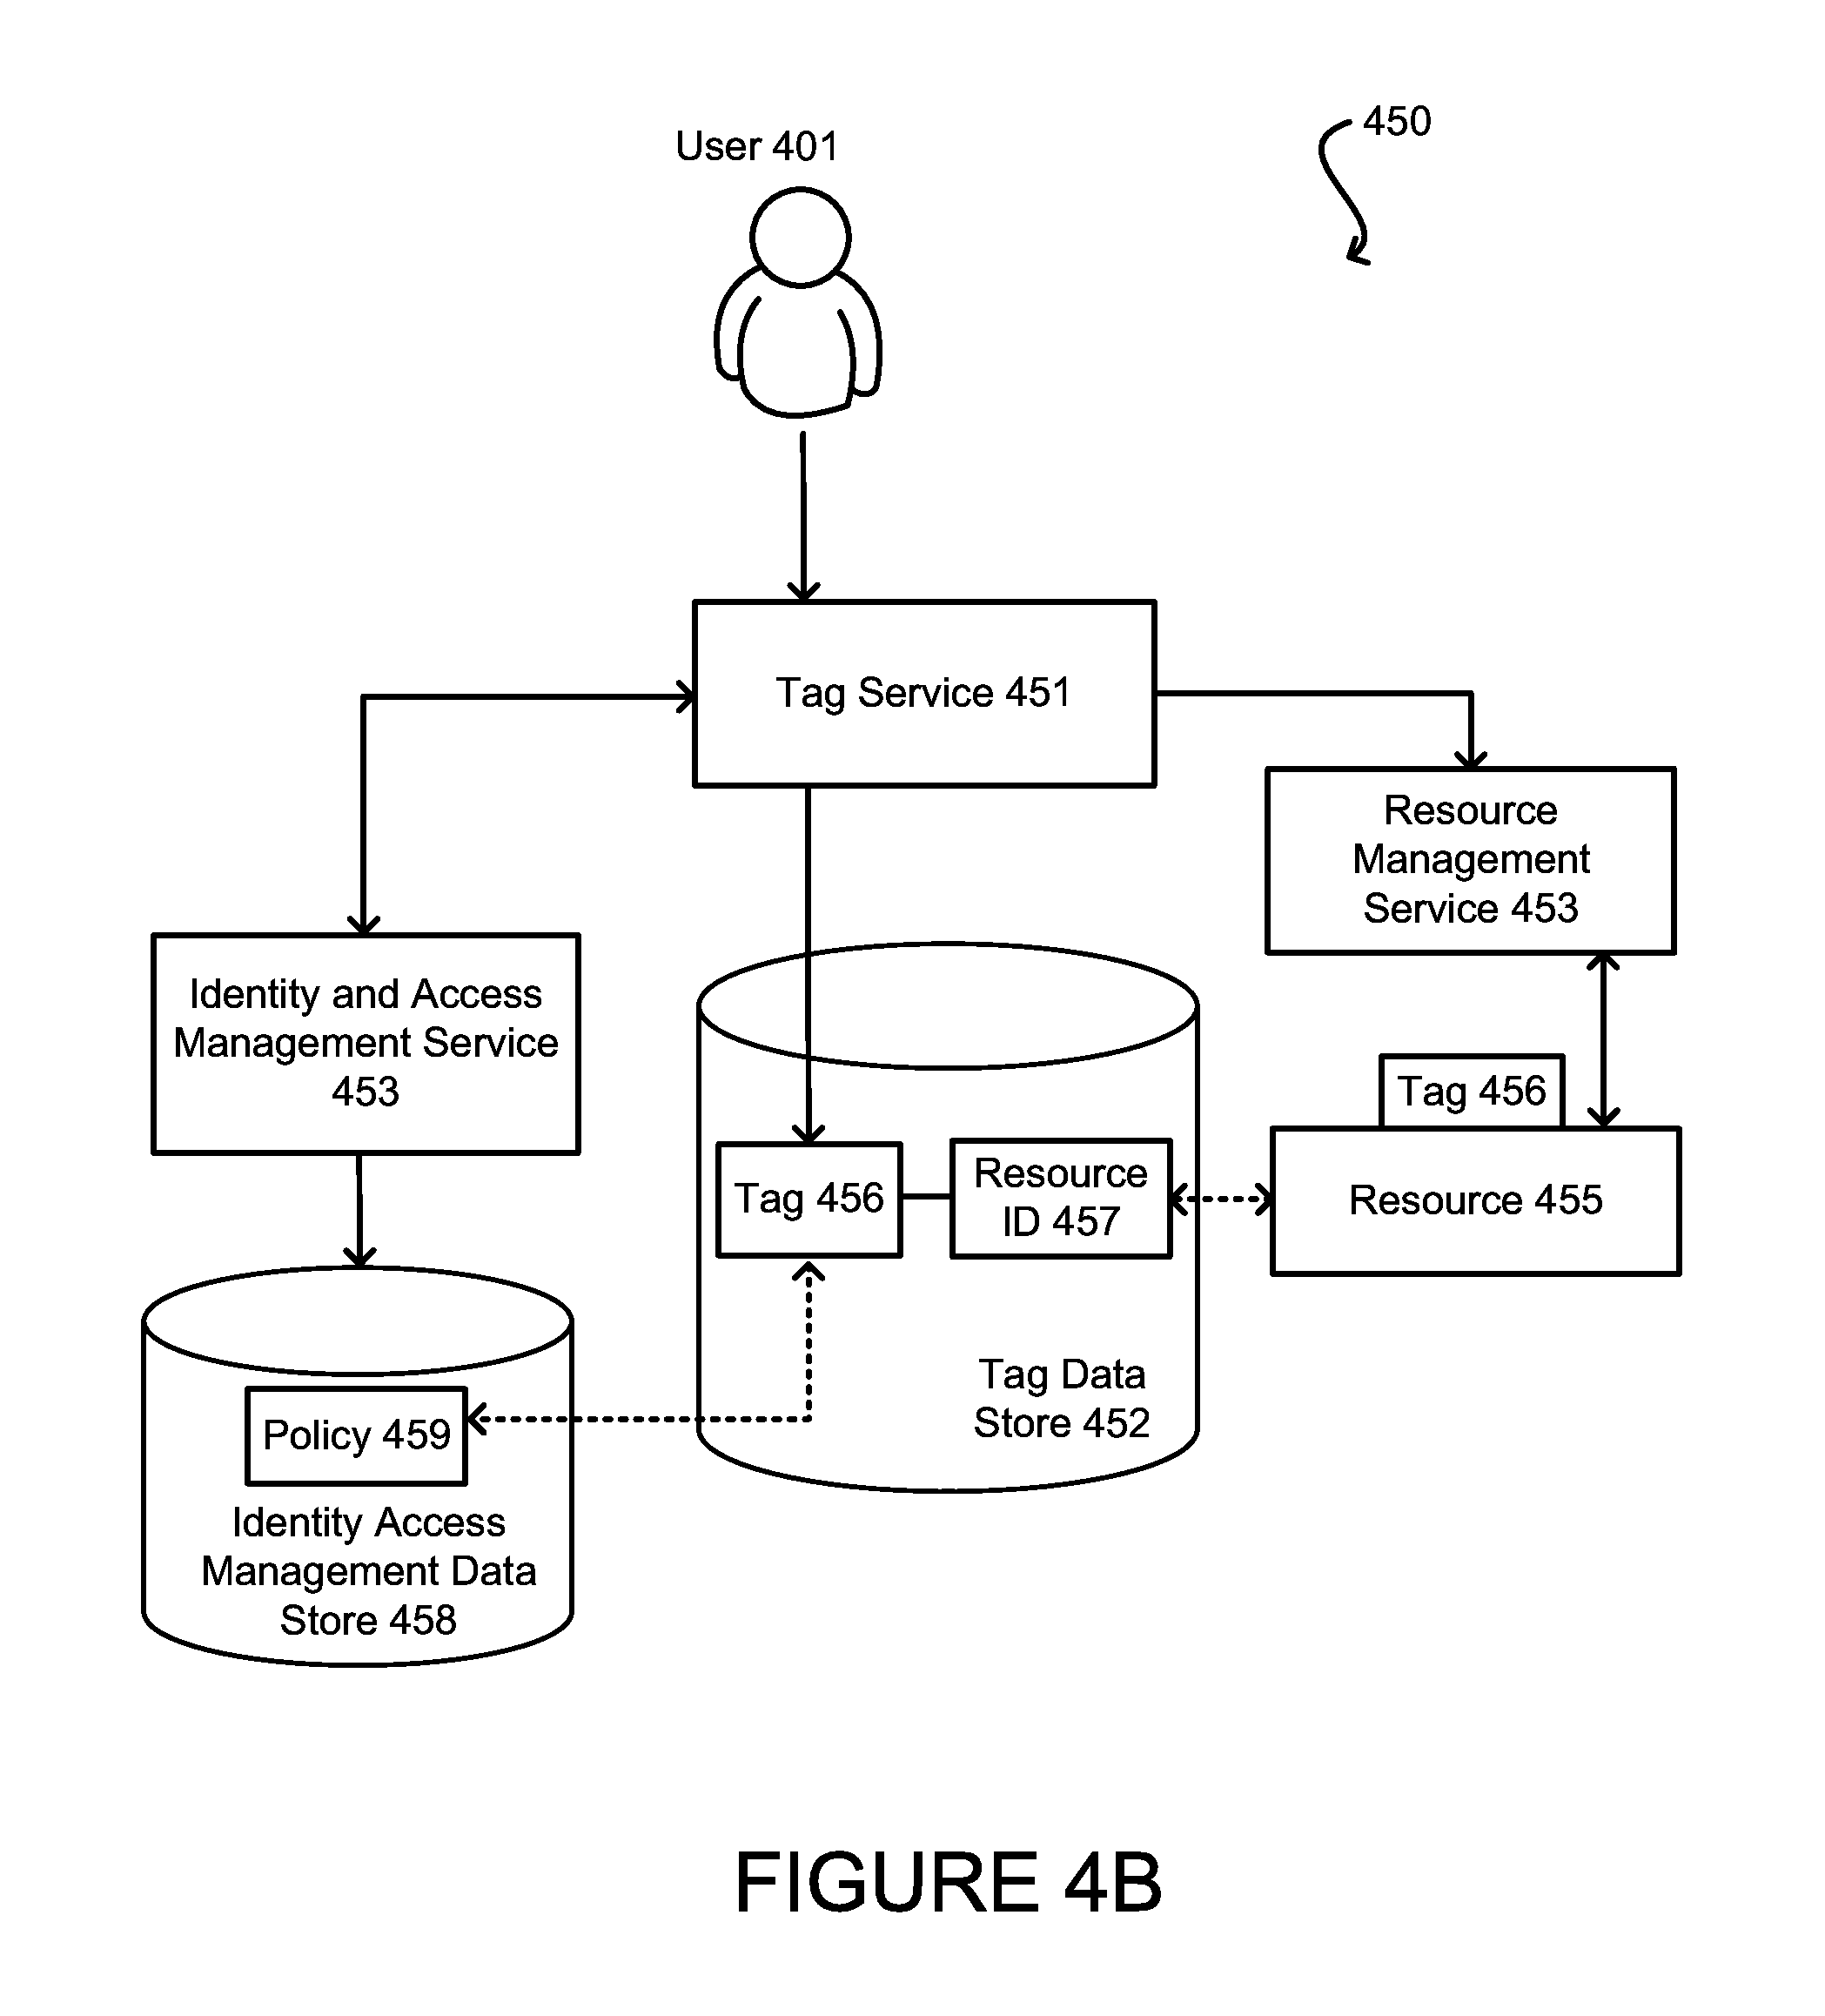 User 401
450
Tag Service 451
Resource
Management
Service 453
Identity and Access
Management Service
453
Tag 456
Resource 455
Tag 456
Resource
ID 457
Tag Data
Store 452
Policy 459
Identity Access
Management Data
Store 458
FIGURE 4B